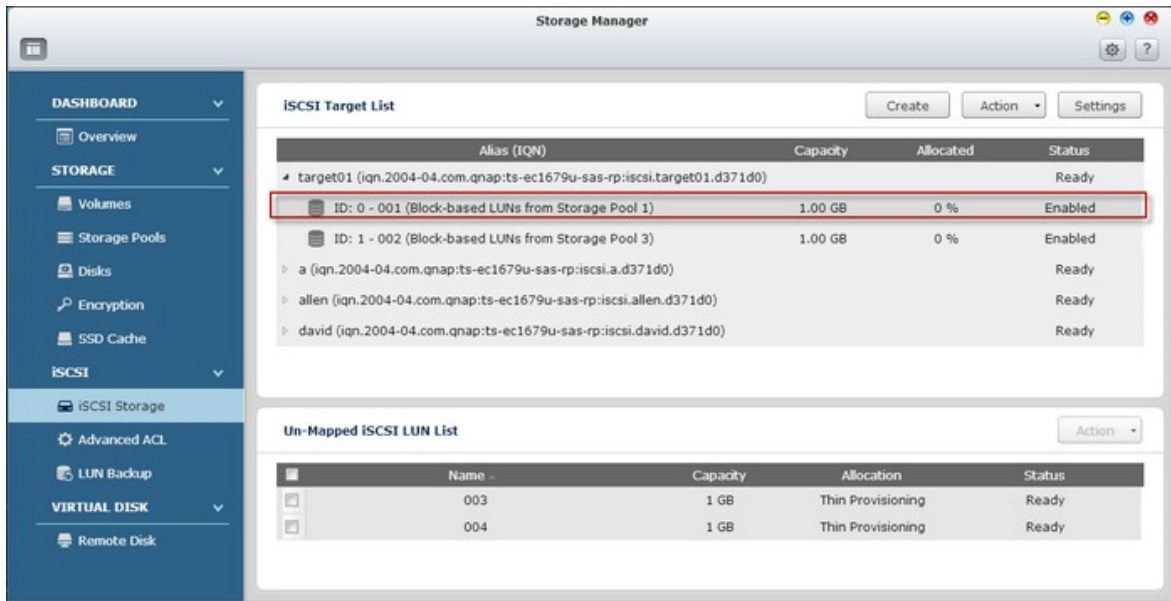 Storage Manager
?
DASHBOARD
Overview
STORAGE
Volumes
Storage Pools
Disks
Encryption
SSD Cache
iSCSI
iSCSI Storage
Advanced ACL
LUN Backup
VIRTUAL DISK
Remote Disk
iSCSI Target List
Create Action Settings
Alias (IQN) Capacity Allocated Status
target01 (iqn.2004-04.com.qnap:ts-ec1679u-sas-rp:iscsi.target01.d371d0) Ready
ID: 0 - 001 (Block-based LUNs from Storage Pool 1) 1.00 GB 0 % Enabled
ID: 1 - 002 (Block-based LUNs from Storage Pool 3) 1.00 GB 0 % Enabled
a (iqn.2004-04.com.qnap:ts-ec1679u-sas-rp:iscsi.a.d371d0) Ready
allen (iqn.2004-04.com.qnap:ts-ec1679u-sas-rp:iscsi.allen.d371d0) Ready
david (iqn.2004-04.com.qnap:ts-ec1679u-sas-rp:iscsi.david.d371d0) Ready
Un-Mapped iSCSI LUN List
Action
Name Capacity Allocation Status
003 1 GB Thin Provisioning Ready
004 1 GB Thin Provisioning Ready